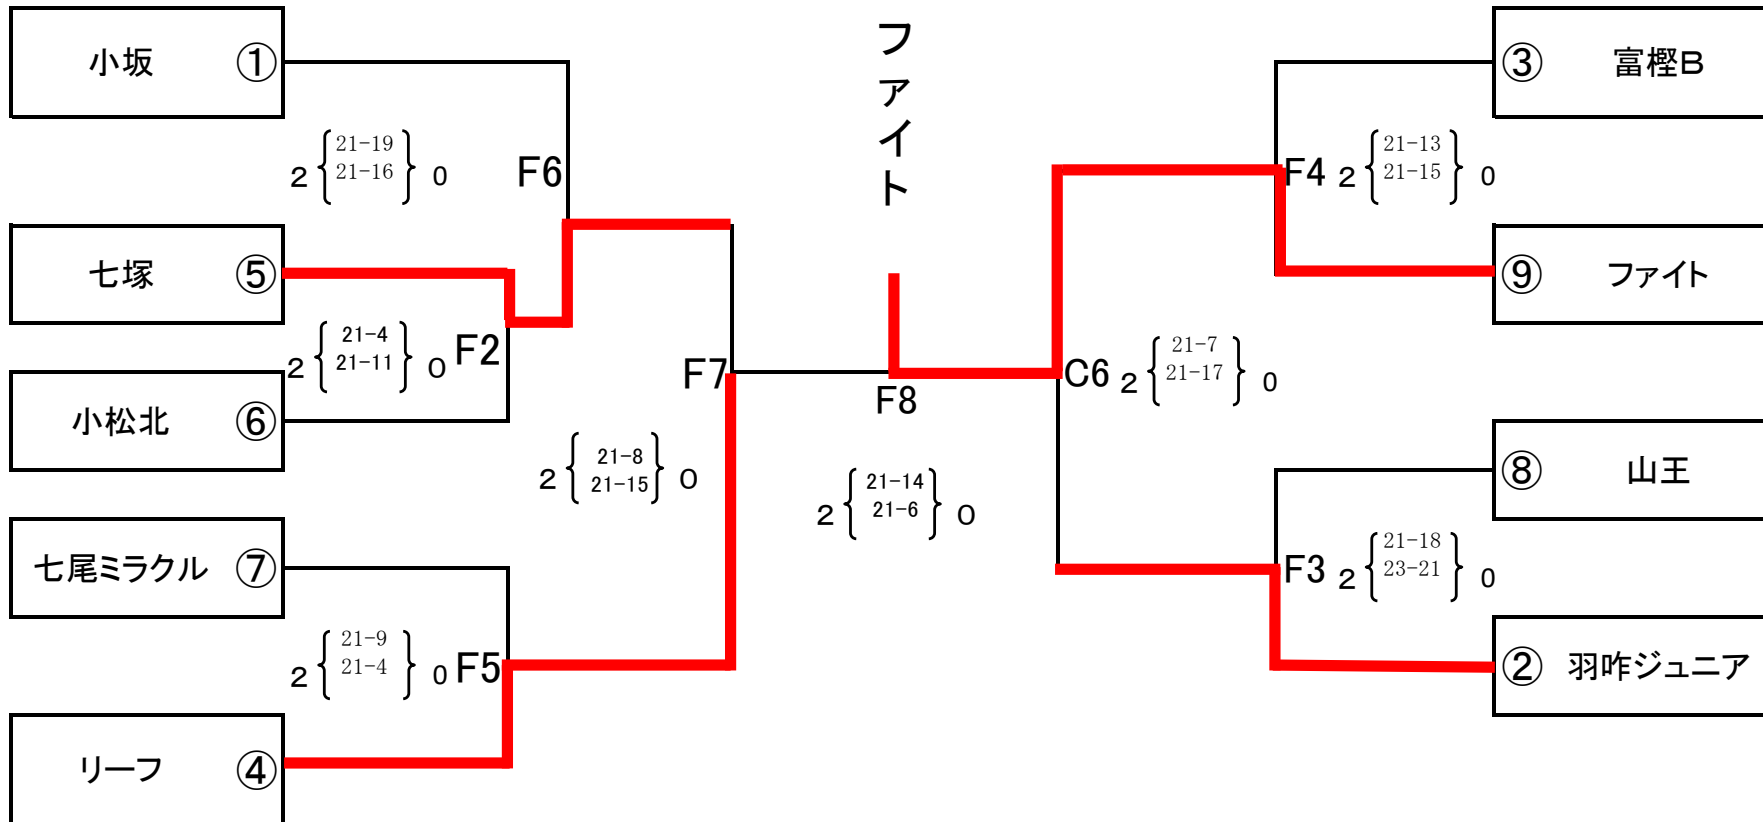 小坂 ①
2 { 21-19 21-16 } 0
F6
七塚 ⑤
2 { 21-4 21-11 } 0
F2
小松北 ⑥
F7
2 { 21-8 21-15 } 0
七尾ミラクル ⑦
2 { 21-9 21-4 } 0
F5
リーフ ④
ファイト
F8
2 { 21-14 21-6 } 0
③ 富樫B
F4
2 { 21-13 21-15 } 0
⑨ ファイト
C6
2 { 21-7 21-17 } 0
⑧ 山王
F3
2 { 21-18 23-21 } 0
② 羽咋ジュニア